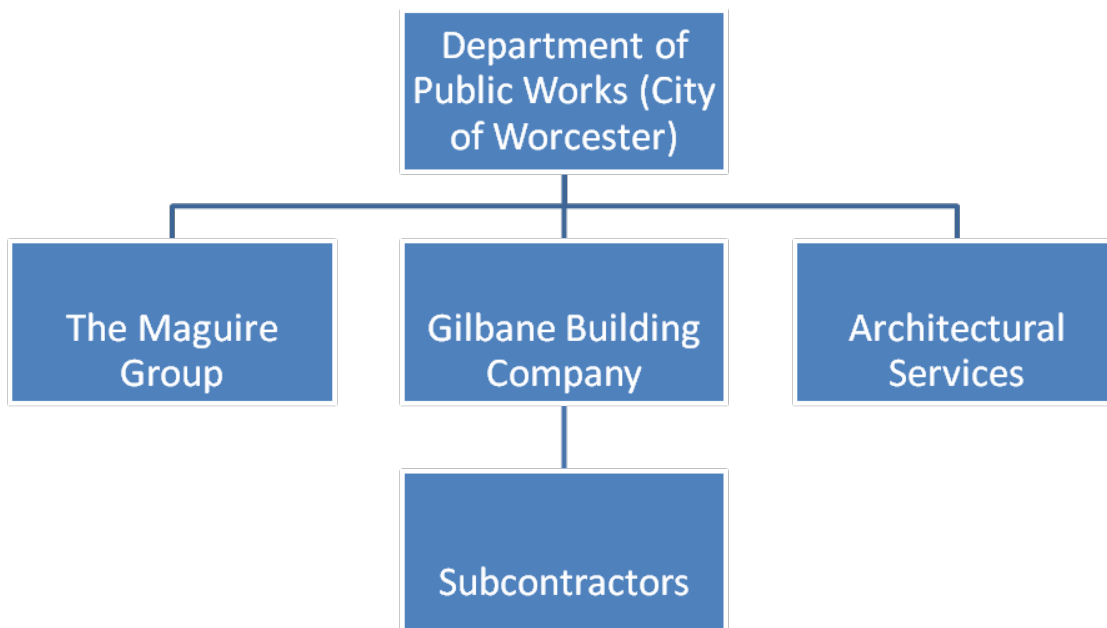 Department of
Public Works (City
of Worcester)
The Maguire
Group
Gilbane Building
Company
Architectural
Services
Subcontractors